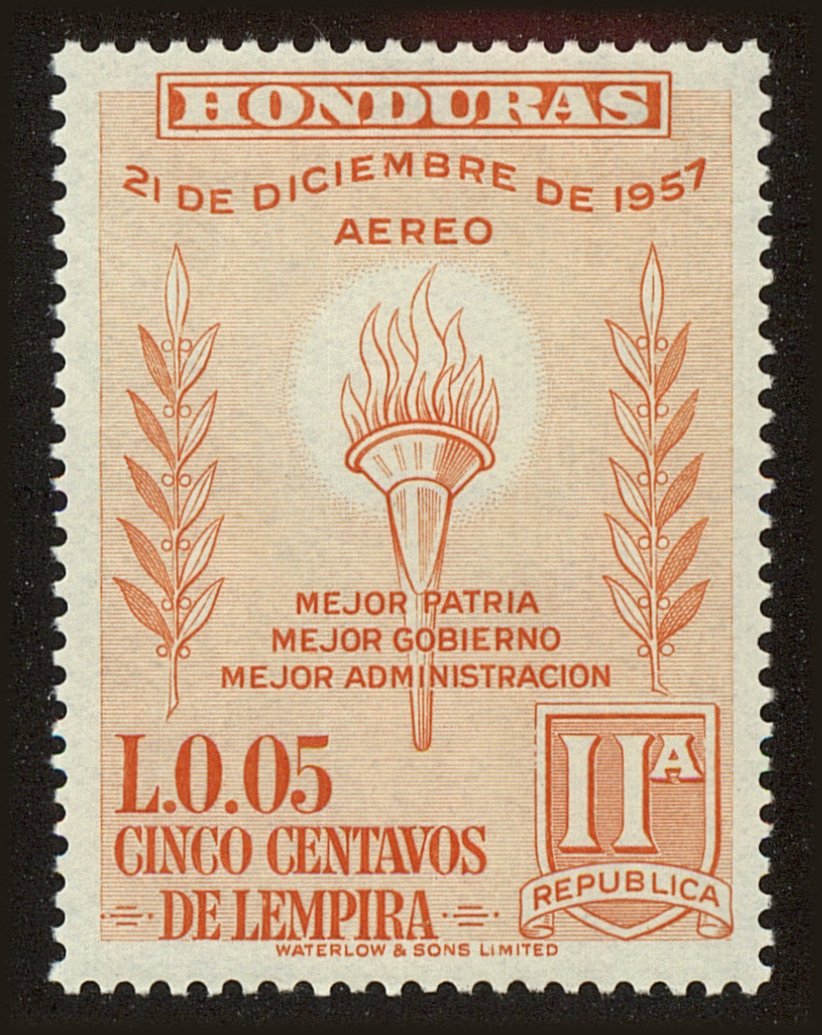 HONDURAS
21 DE DICIEMBRE DE 1957
AEREO
MEJOR PATRIA
MEJOR GOBIERNO
MEJOR ADMINISTRACION
L.0.05
CINCO CENTAVOS
DE LEMPIRA
IIA
REPUBLICA
WATERLOW & SONS LIMITED